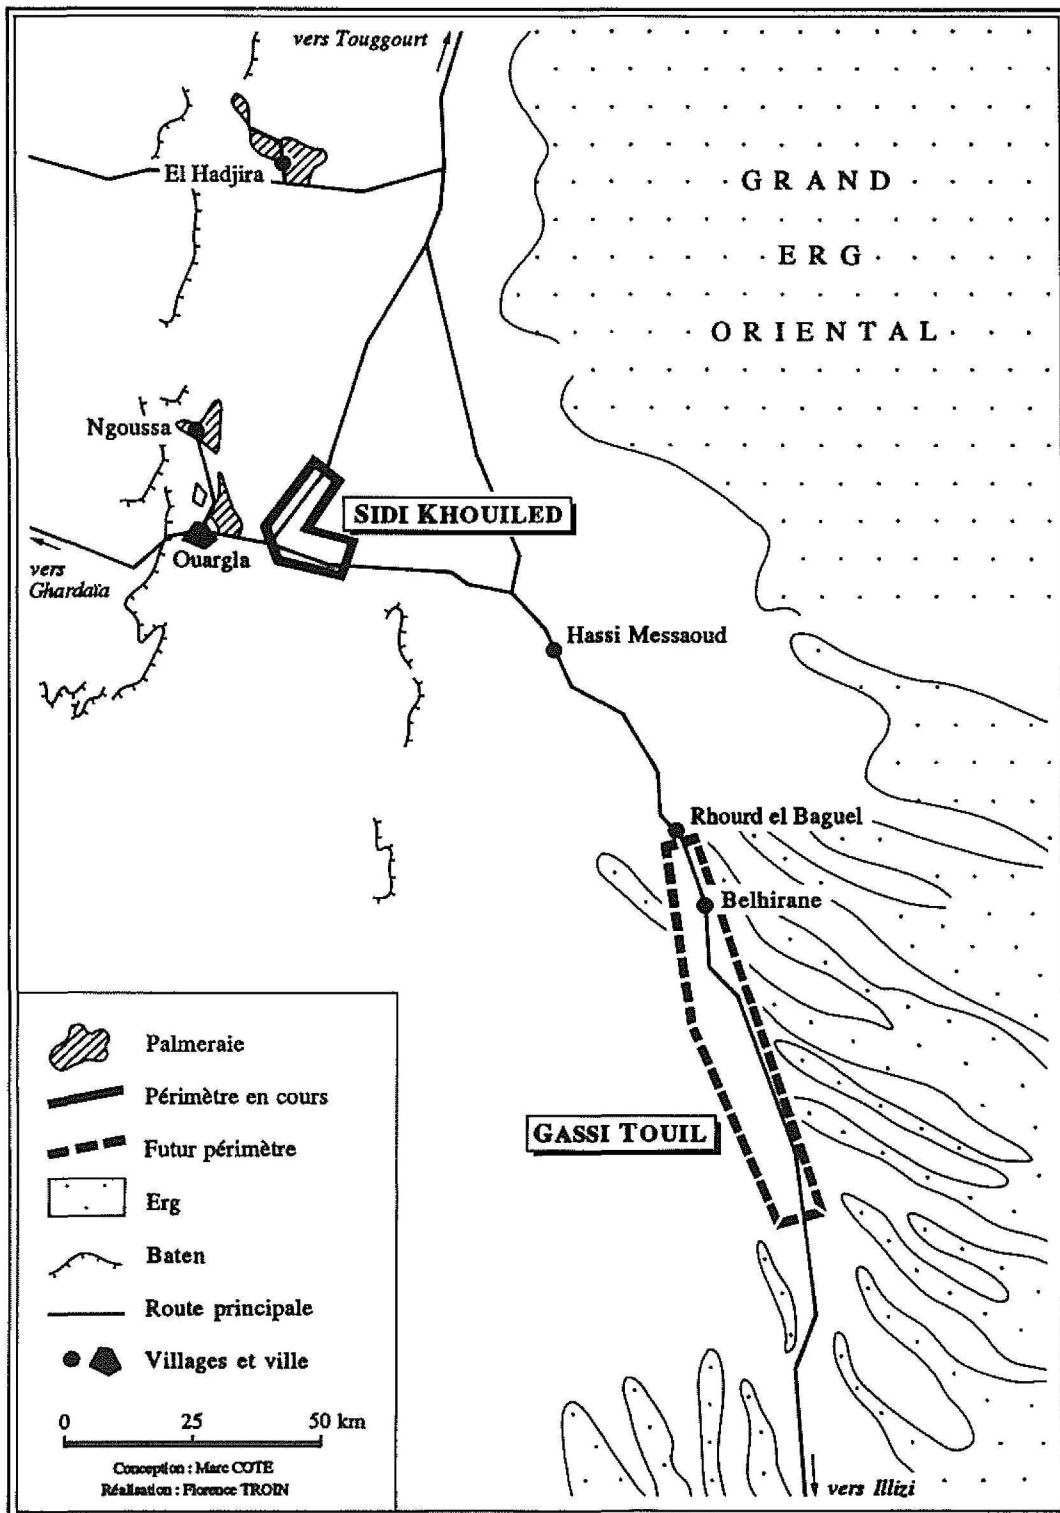 vers Touggourt
El Hadjira
GRAND
ERG
ORIENTAL
Ngoussa
SIDI KHOUILED
Ouargla
vers
Ghardaïa
Hassi Messaoud
Rhourd el Baguel
Belhirane
GASSI TOUIL
Palmeraie
Périmètre en cours
Futur périmètre
Erg
Baten
Route principale
Villages et ville
0 25 50 km
Conception : Marc COTE
Réalisation : Florence TROIN
vers Illizi